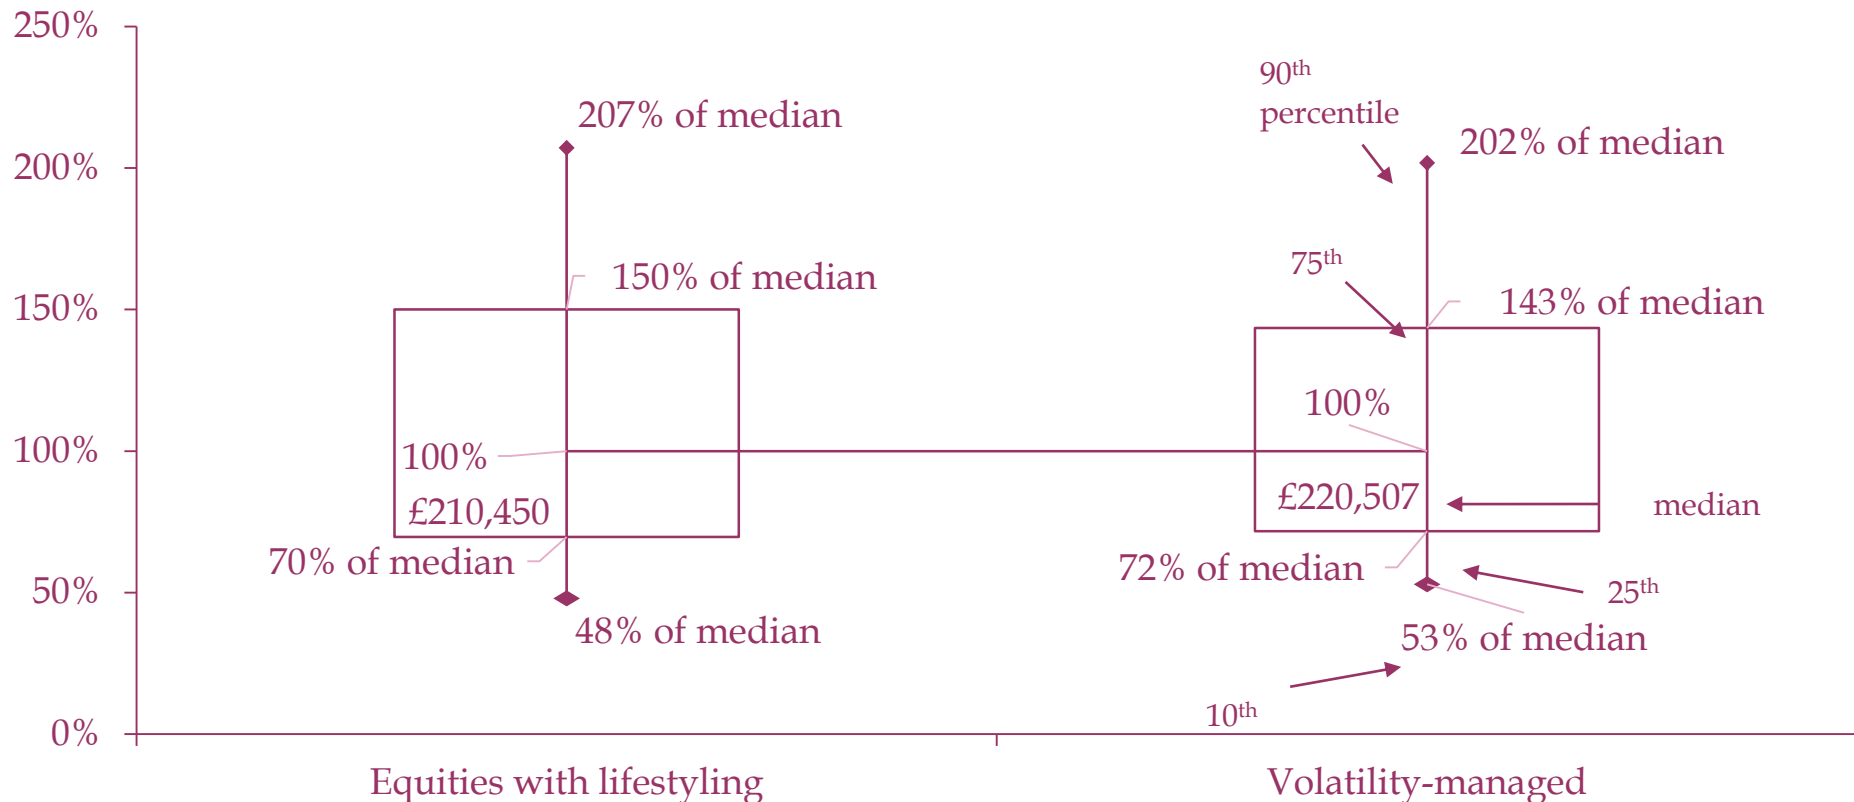 250%
200%
150%
100%
50%
0%
207% of median
150% of median
100%
£210,450
70% of median
48% of median
90th
percentile
202% of median
75th
143% of median
100%
£220,507
median
72% of median
25th
53% of median
10th
Equities with lifestyling
Volatility-managed